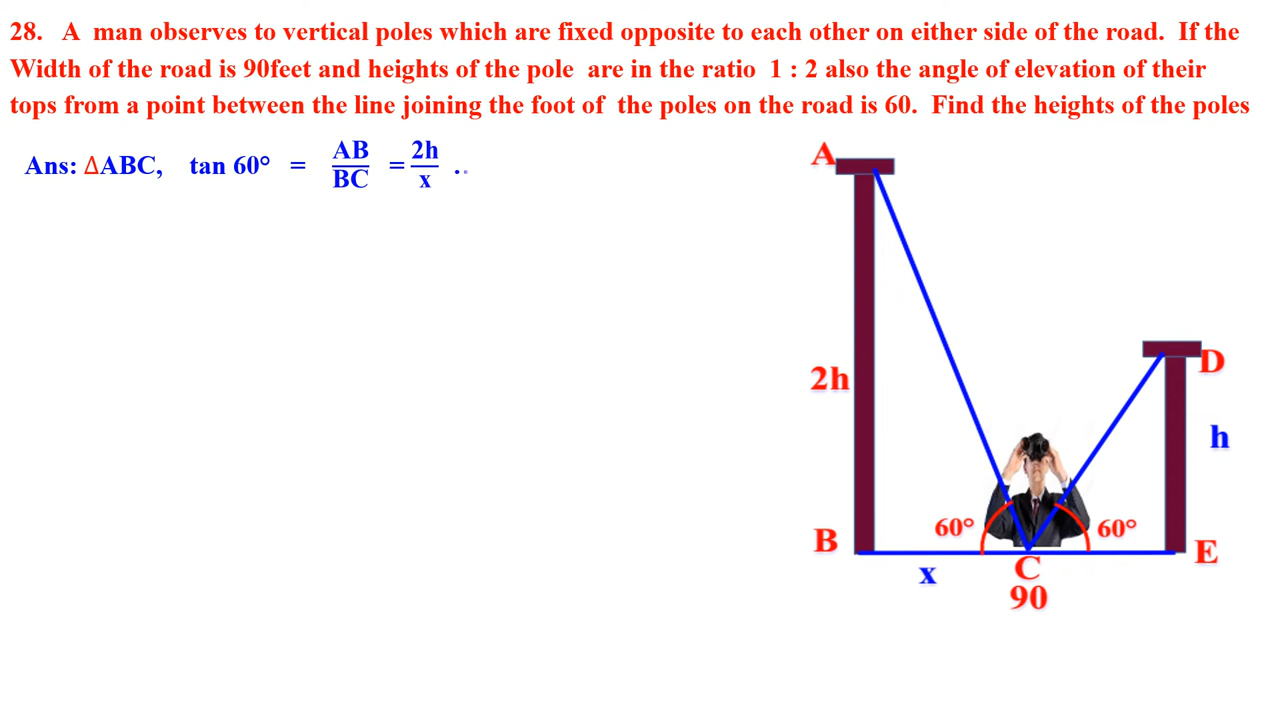 28. A man observes to vertical poles which are fixed opposite to each other on either side of the road. If the
Width of the road is 90feet and heights of the pole are in the ratio 1 : 2 also the angle of elevation of their
tops from a point between the line joining the foot of the poles on the road is 60. Find the heights of the poles
Ans: ΔABC, tan 60° = AB/BC = 2h/x ..
A
D
2h
h
60°
60°
B
E
x
C
90